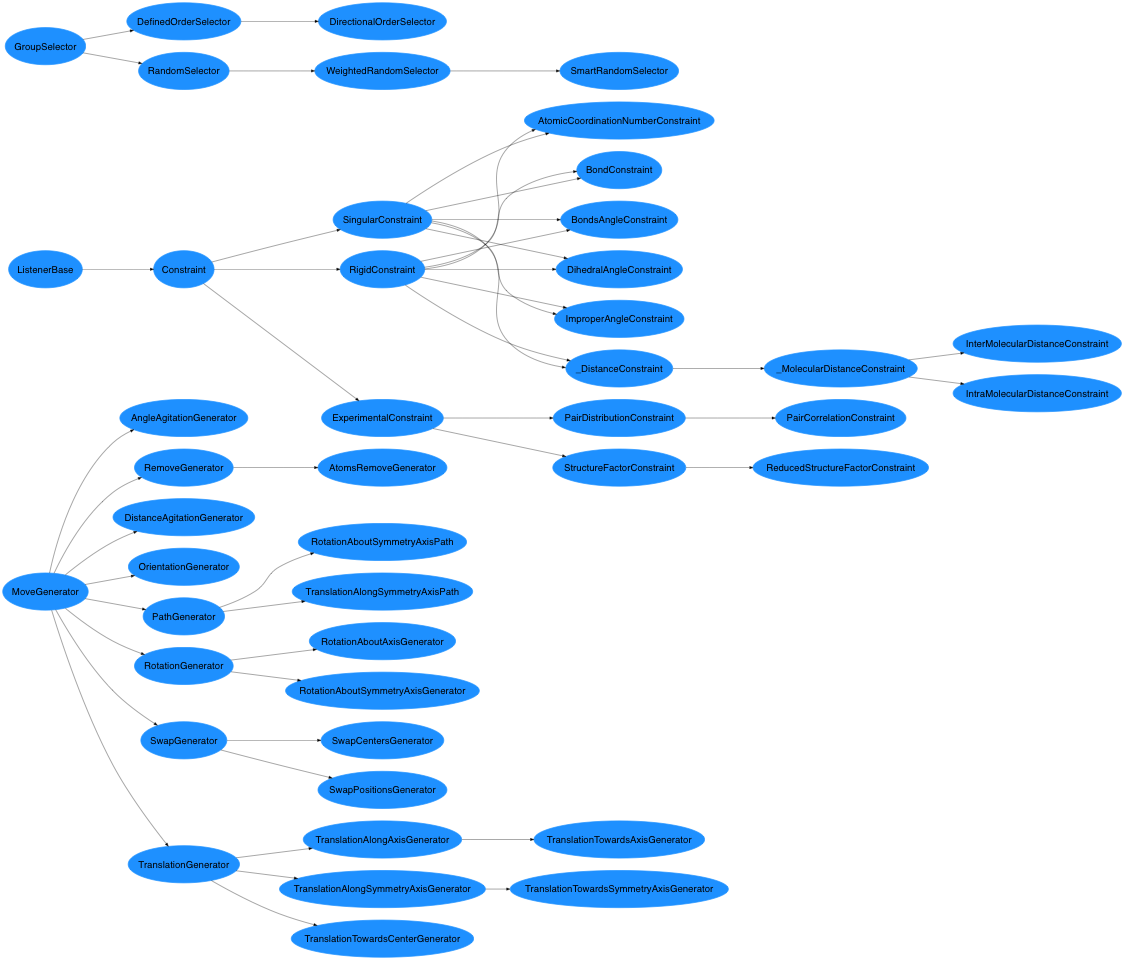 DefinedOrderSelector
DirectionalOrderSelector
GroupSelector
RandomSelector
WeightedRandomSelector
SmartRandomSelector
AtomicCoordinationNumberConstraint
BondConstraint
SingularConstraint
BondsAngleConstraint
ListenerBase
Constraint
RigidConstraint
DihedralAngleConstraint
ImproperAngleConstraint
InterMolecularDistanceConstraint
_DistanceConstraint
_MolecularDistanceConstraint
IntraMolecularDistanceConstraint
AngleAgitationGenerator
ExperimentalConstraint
PairDistributionConstraint
PairCorrelationConstraint
RemoveGenerator
AtomsRemoveGenerator
StructureFactorConstraint
ReducedStructureFactorConstraint
DistanceAgitationGenerator
RotationAboutSymmetryAxisPath
OrientationGenerator
MoveGenerator
TranslationAlongSymmetryAxisPath
PathGenerator
RotationAboutAxisGenerator
RotationGenerator
RotationAboutSymmetryAxisGenerator
SwapGenerator
SwapCentersGenerator
SwapPositionsGenerator
TranslationAlongAxisGenerator
TranslationTowardsAxisGenerator
TranslationGenerator
TranslationAlongSymmetryAxisGenerator
TranslationTowardsSymmetryAxisGenerator
TranslationTowardsCenterGenerator